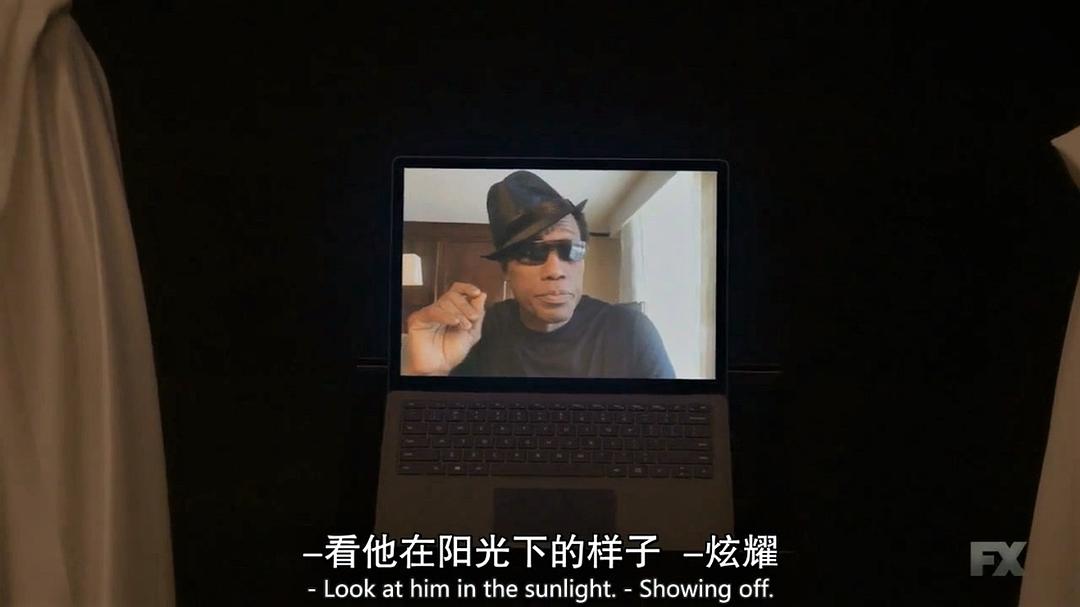 –看他在阳光下的样子 –炫耀
- Look at him in the sunlight. - Showing off.
FX